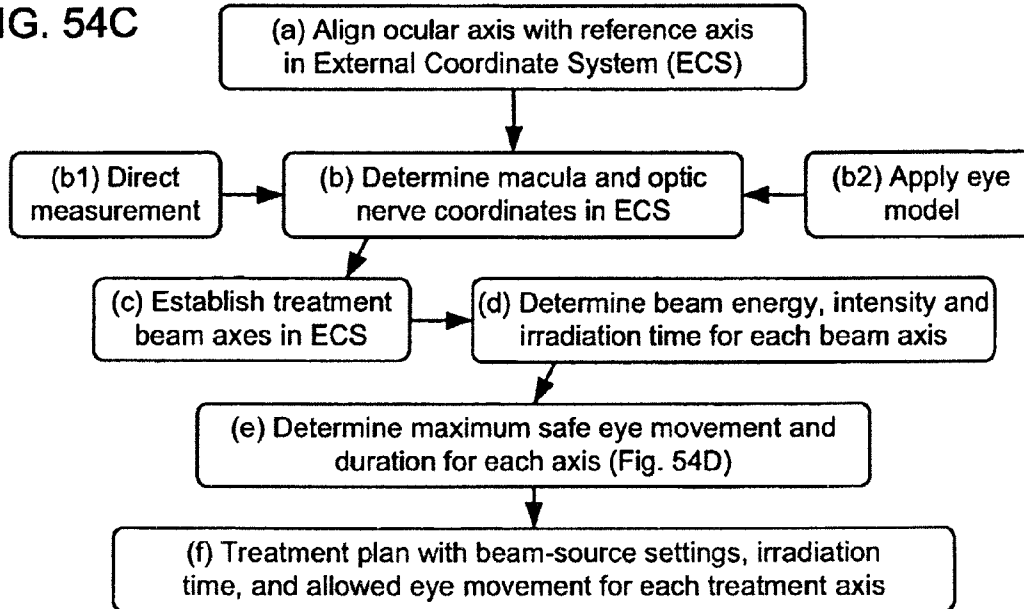 IG. 54C
(a) Align ocular axis with reference axis
in External Coordinate System (ECS)
(b1) Direct
measurement
(b) Determine macula and optic
nerve coordinates in ECS
(b2) Apply eye
model
(c) Establish treatment
beam axes in ECS
(d) Determine beam energy, intensity and
irradiation time for each beam axis
(e) Determine maximum safe eye movement and
duration for each axis (Fig. 54D)
(f) Treatment plan with beam-source settings, irradiation
time, and allowed eye movement for each treatment axis